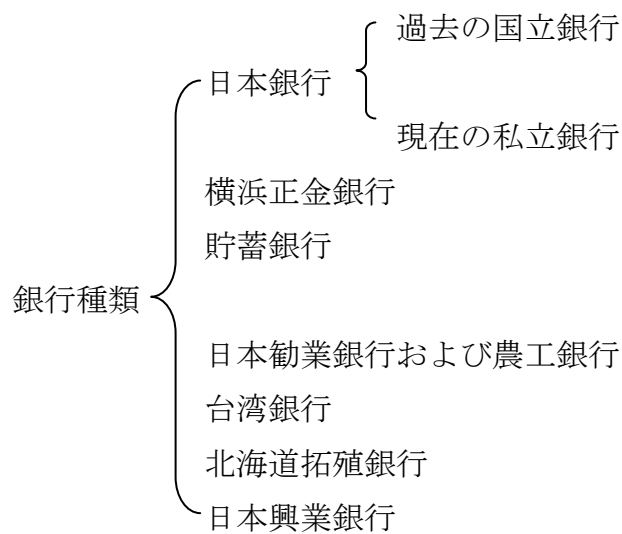 過去の国立銀行
日本銀行
現在の私立銀行
横浜正金銀行
貯蓄銀行
銀行種類
日本勧業銀行および農工銀行
台湾銀行
北海道拓殖銀行
日本興業銀行